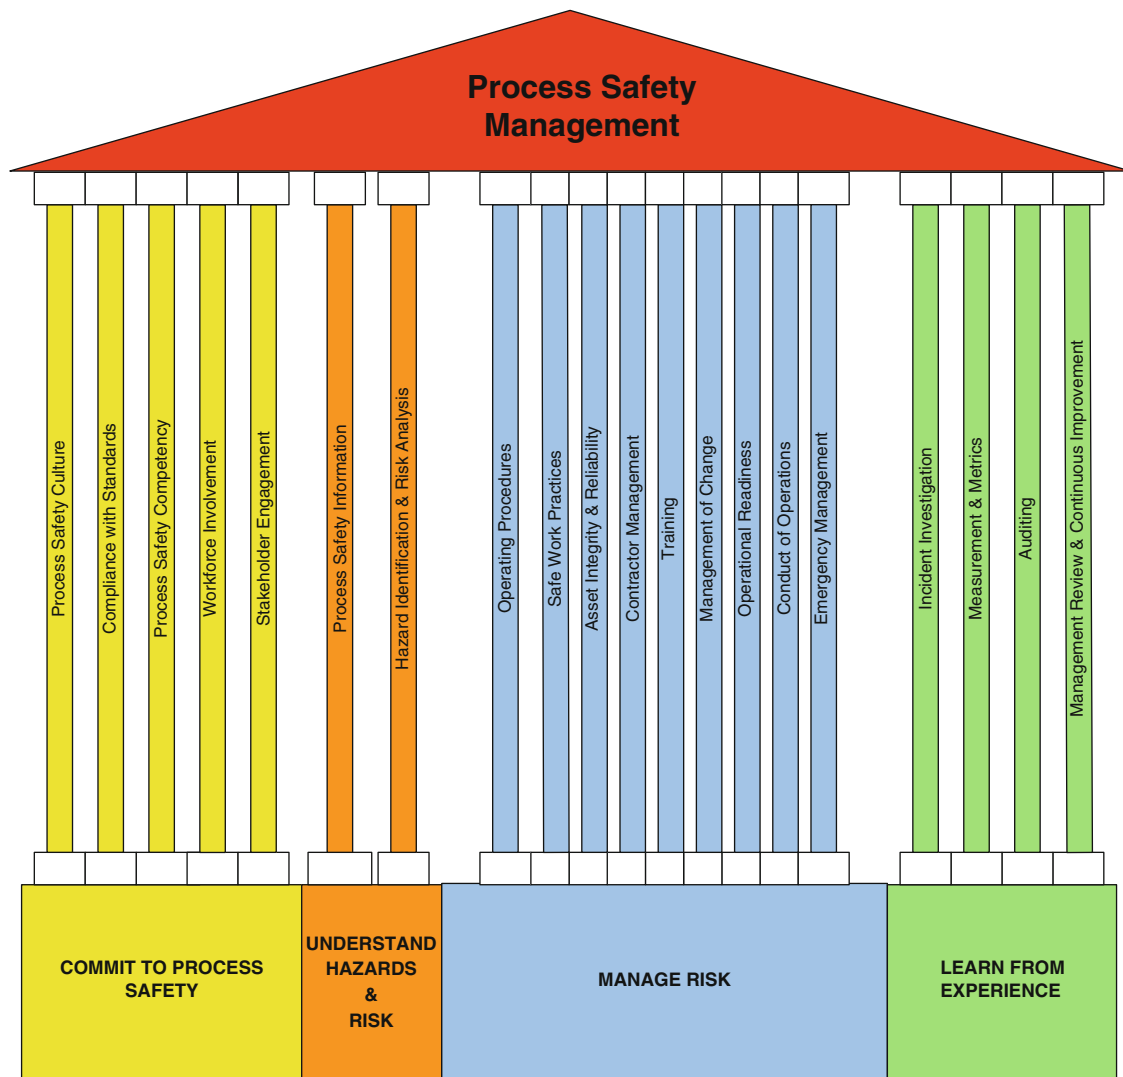 Process Safety
Management
Process Safety Culture
Compliance with Standards
Process Safety Competency
Workforce Involvement
Stakeholder Engagement
Process Safety Information
Hazard Identification & Risk Analysis
Operating Procedures
Safe Work Practices
Asset Integrity & Reliability
Contractor Management
Training
Management of Change
Operational Readiness
Conduct of Operations
Emergency Management
Incident Investigation
Measurement & Metrics
Auditing
Management Review & Continuous Improvement
COMMIT TO PROCESS
SAFETY
UNDERSTAND
HAZARDS
&
RISK
MANAGE RISK
LEARN FROM
EXPERIENCE